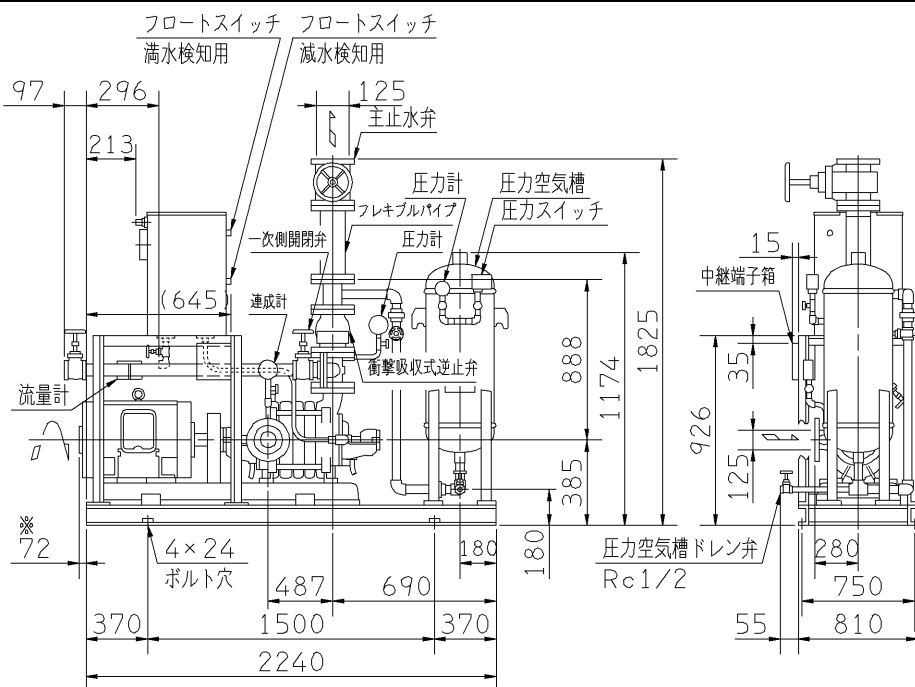 フロートスイッチ
満水検知用
フロートスイッチ
減水検知用
97
296
125
主止水弁
213
圧力計
圧力空気槽
フレキブルパイプ
圧力スイッチ
一次側開閉弁
圧力計
15
中継端子箱
(645)
連成計
衝撃吸収式逆止弁
流量計
888
1174
1825
385
926
35
125
※
72
4×24
ボルト穴
180
180
圧力空気槽ドレン弁
Rc1/2
280
487
690
750
370
1500
370
55
810
2240